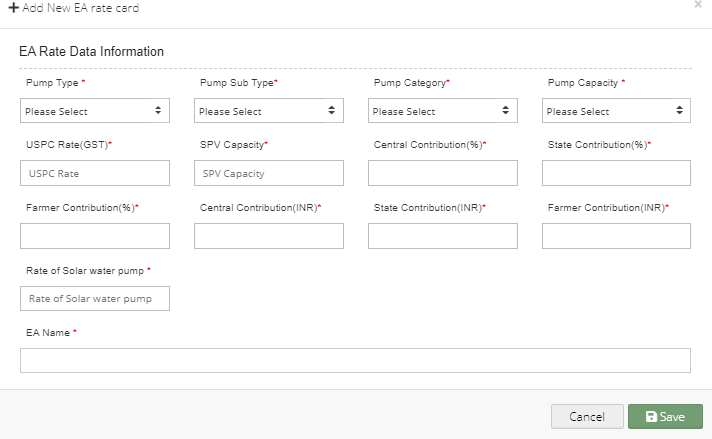 + Add New EA rate card ×
EA Rate Data Information
Pump Type * Pump Sub Type* Pump Category* Pump Capacity *
Please Select Please Select Please Select Please Select
USPC Rate(GST)* SPV Capacity* Central Contribution(%)* State Contribution(%)*
USPC Rate SPV Capacity
Farmer Contribution(%)* Central Contribution(INR)* State Contribution(INR)* Farmer Contribution(INR)*
Rate of Solar water pump *
Rate of Solar water pump
EA Name *
Cancel Save